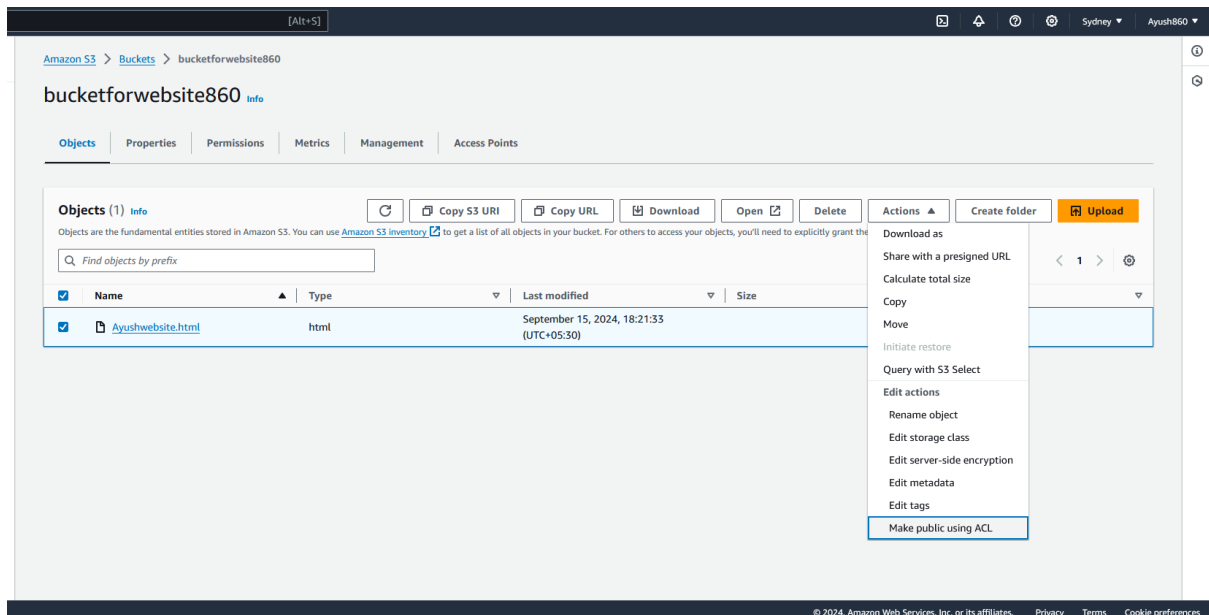 [Alt+S] Sydney ▼ Ayush860 ▼
Amazon S3 > Buckets > bucketforwebsite860
bucketforwebsite860 Info
Objects Properties Permissions Metrics Management Access Points
Objects (1) Info
Copy S3 URI Copy URL Download Open Delete Actions ▲ Create folder Upload
Objects are the fundamental entities stored in Amazon S3. You can use Amazon S3 inventory to get a list of all objects in your bucket. For others to access your objects, you'll need to explicitly grant the
Find objects by prefix
< 1 >
Name ▲ Type Last modified Size
Ayushwebsite.html html September 15, 2024, 18:21:33
(UTC+05:30)
Download as
Share with a presigned URL
Calculate total size
Copy
Move
Initiate restore
Query with S3 Select
Edit actions
Rename object
Edit storage class
Edit server-side encryption
Edit metadata
Edit tags
Make public using ACL
© 2024, Amazon Web Services, Inc. or its affiliates. Privacy Terms Cookie preferences